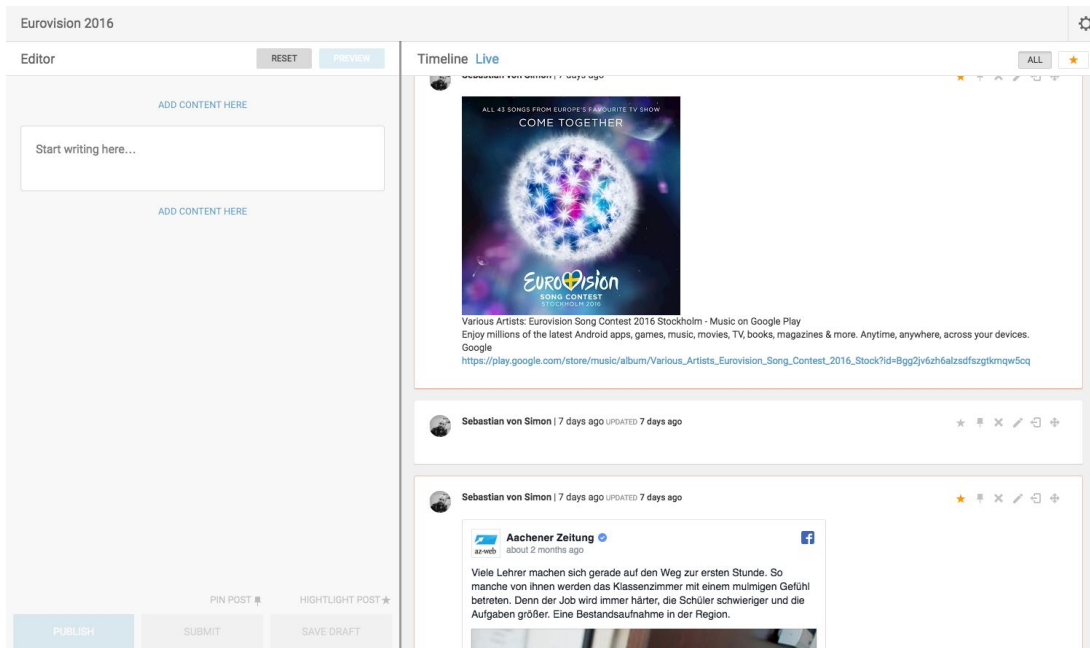 Eurovision 2016
Editor
RESET
PREVIEW
Timeline Live
ALL
ADD CONTENT HERE
Start writing here...
ADD CONTENT HERE
PIN POST
HIGHTLIGHT POST
PUBLISH
SUBMIT
SAVE DRAFT
Sebastian von Simon | 7 days ago
ALL 43 SONGS FROM EUROPE'S FAVOURITE TV SHOW
COME TOGETHER
EUROVISION
SONG CONTEST
STOCKHOLM 2016
Various Artists: Eurovision Song Contest 2016 Stockholm - Music on Google Play
Enjoy millions of the latest Android apps, games, music, movies, TV, books, magazines & more. Anytime, anywhere, across your devices.
Google
https://play.google.com/store/music/album/Various_Artists_Eurovision_Song_Contest_2016_Stock?id=Bgg2jv6zh6alzsdfszgtkmqw5cq
Sebastian von Simon | 7 days ago UPDATED 7 days ago
Sebastian von Simon | 7 days ago UPDATED 7 days ago
az-web
Aachener Zeitung
about 2 months ago
Viele Lehrer machen sich gerade auf den Weg zur ersten Stunde. So
manche von ihnen werden das Klassenzimmer mit einem mulmigen Gefühl
betreten. Denn der Job wird immer härter, die Schüler schwieriger und die
Aufgaben größer. Eine Bestandsaufnahme in der Region.